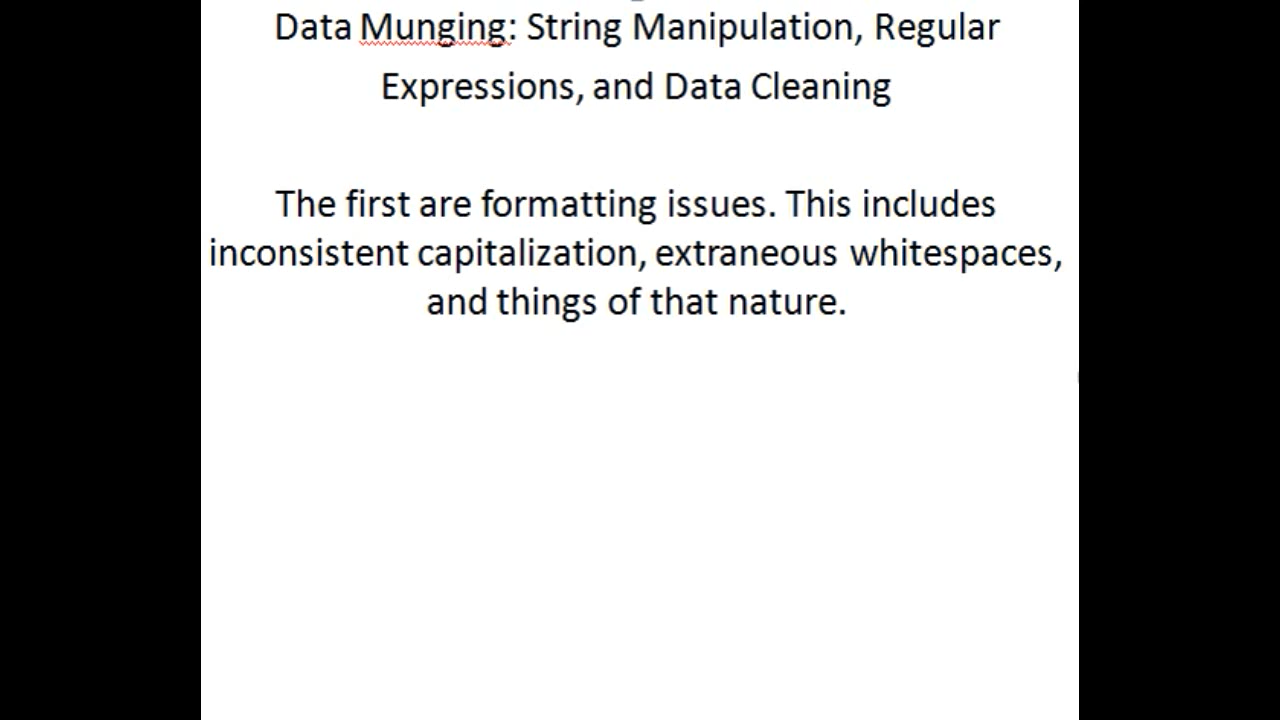 Data Munging: String Manipulation, Regular
Expressions, and Data Cleaning
The first are formatting issues. This includes
inconsistent capitalization, extraneous whitespaces,
and things of that nature.